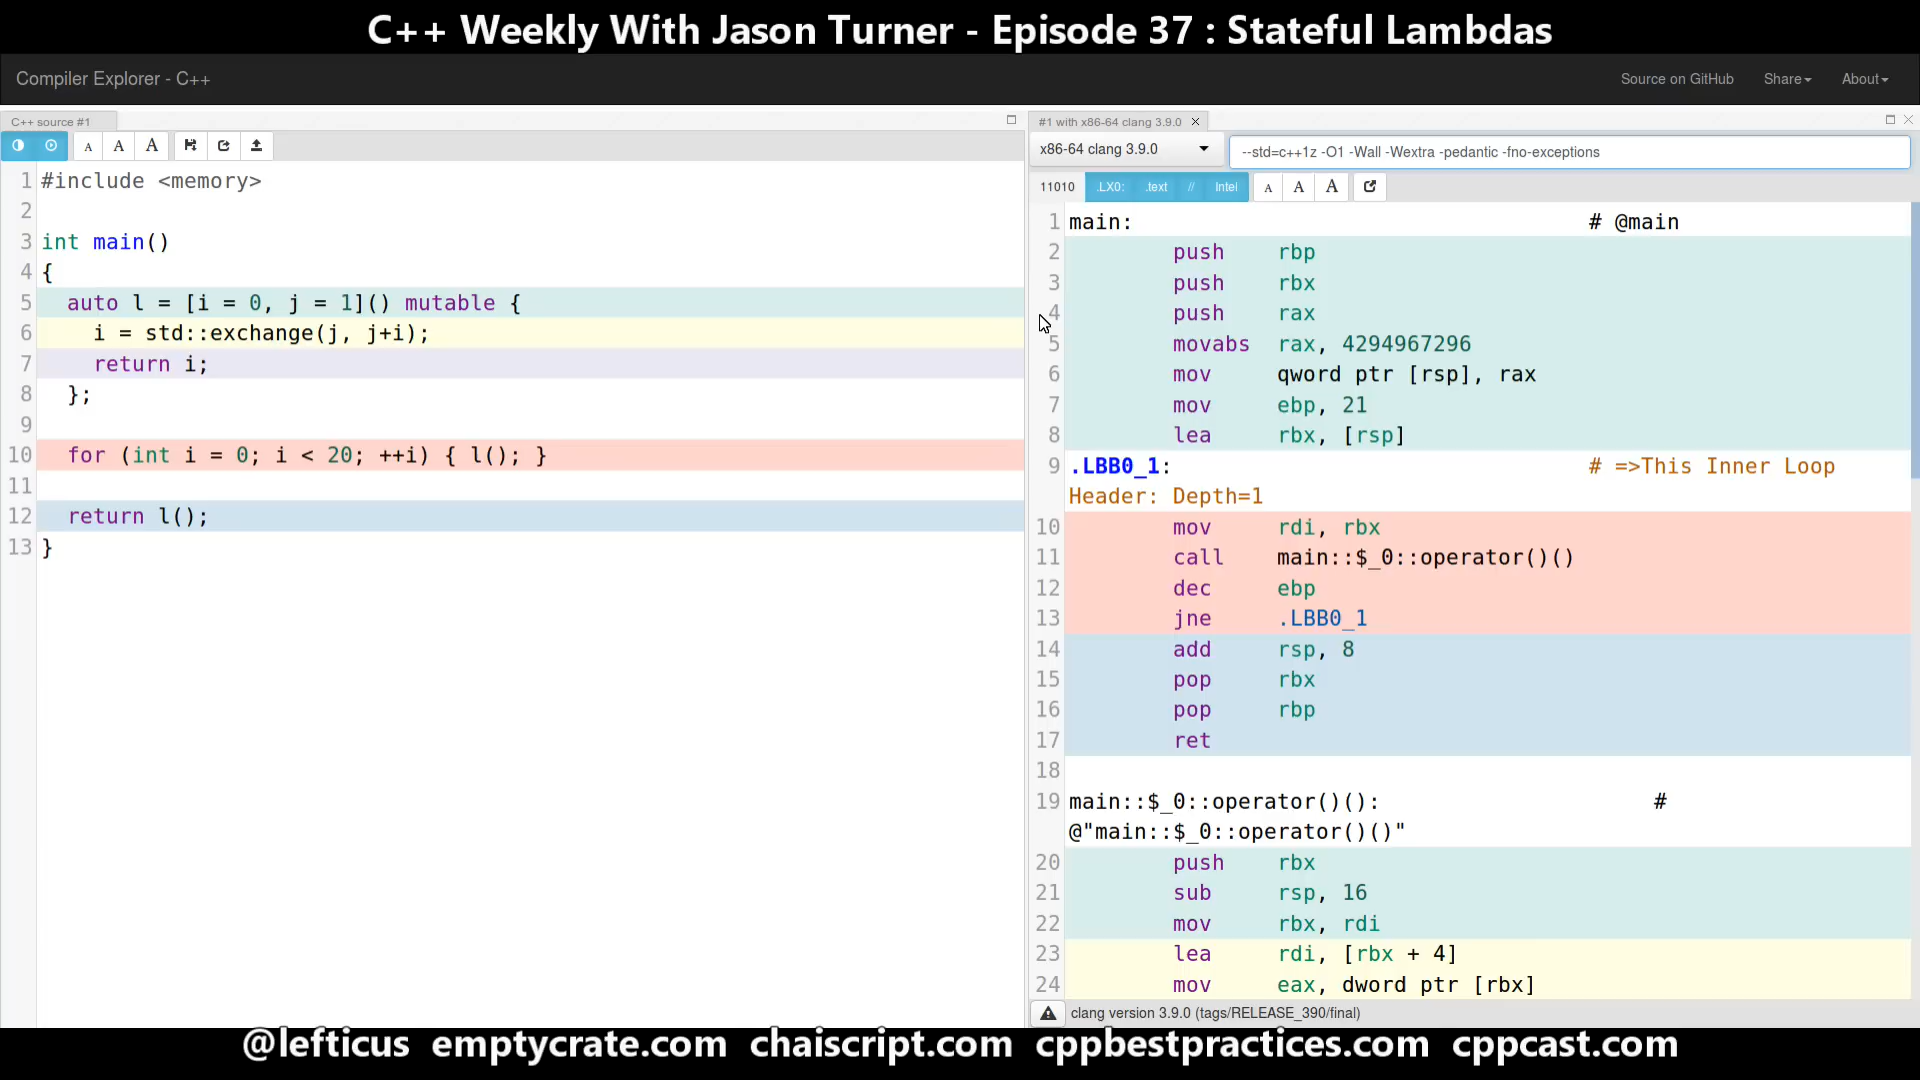 C++ Weekly With Jason Turner - Episode 37 : Stateful Lambdas
Compiler Explorer - C++
Source on GitHub
Share
About
C++ source #1
A A A
1 #include <memory>
2
3 int main()
4 {
5   auto l = [i = 0, j = 1]() mutable {
6     i = std::exchange(j, j+i);
7     return i;
8   };
9
10   for (int i = 0; i < 20; ++i) { l(); }
11
12   return l();
13 }
#1 with x86-64 clang 3.9.0 ×
x86-64 clang 3.9.0
--std=c++1z -O1 -Wall -Wextra -pedantic -fno-exceptions
11010 .LX0: .text // Intel A A A
1 main: # @main
2 push rbp
3 push rbx
4 push rax
5 movabs rax, 4294967296
6 mov qword ptr [rsp], rax
7 mov ebp, 21
8 lea rbx, [rsp]
9 .LBB0_1: # =>This Inner Loop
Header: Depth=1
10 mov rdi, rbx
11 call main::$_0::operator()()
12 dec ebp
13 jne .LBB0_1
14 add rsp, 8
15 pop rbx
16 pop rbp
17 ret
18
19 main::$_0::operator()(): #
@"main::$_0::operator()()"
20 push rbx
21 sub rsp, 16
22 mov rbx, rdi
23 lea rdi, [rbx + 4]
24 mov eax, dword ptr [rbx]
clang version 3.9.0 (tags/RELEASE_390/final)
@lefticus emptycrate.com chaiscript.com cppbestpractices.com cppcast.com